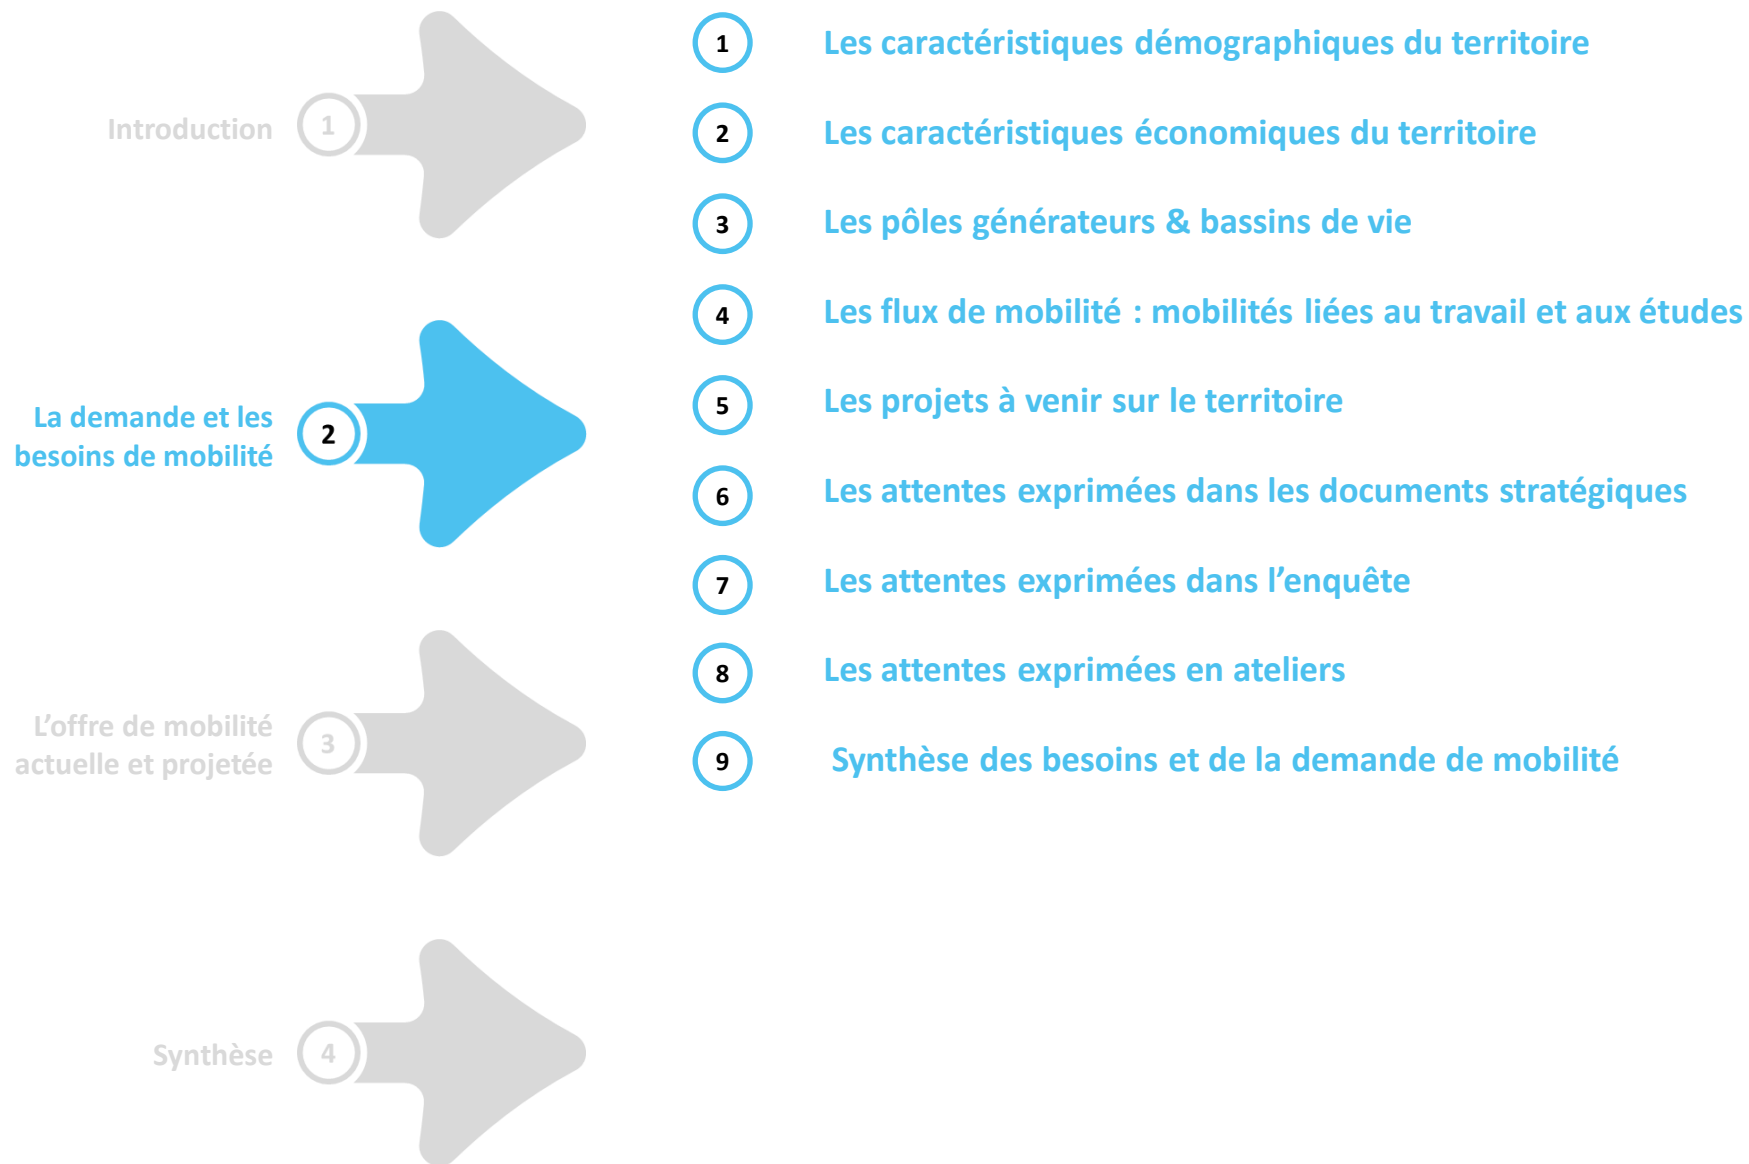 Introduction
1
La demande et les
besoins de mobilité
2
L’offre de mobilité
actuelle et projetée
3
Synthèse
4
1
Les caractéristiques démographiques du territoire
2
Les caractéristiques économiques du territoire
3
Les pôles générateurs & bassins de vie
4
Les flux de mobilité : mobilités liées au travail et aux études
5
Les projets à venir sur le territoire
6
Les attentes exprimées dans les documents stratégiques
7
Les attentes exprimées dans l’enquête
8
Les attentes exprimées en ateliers
9
Synthèse des besoins et de la demande de mobilité